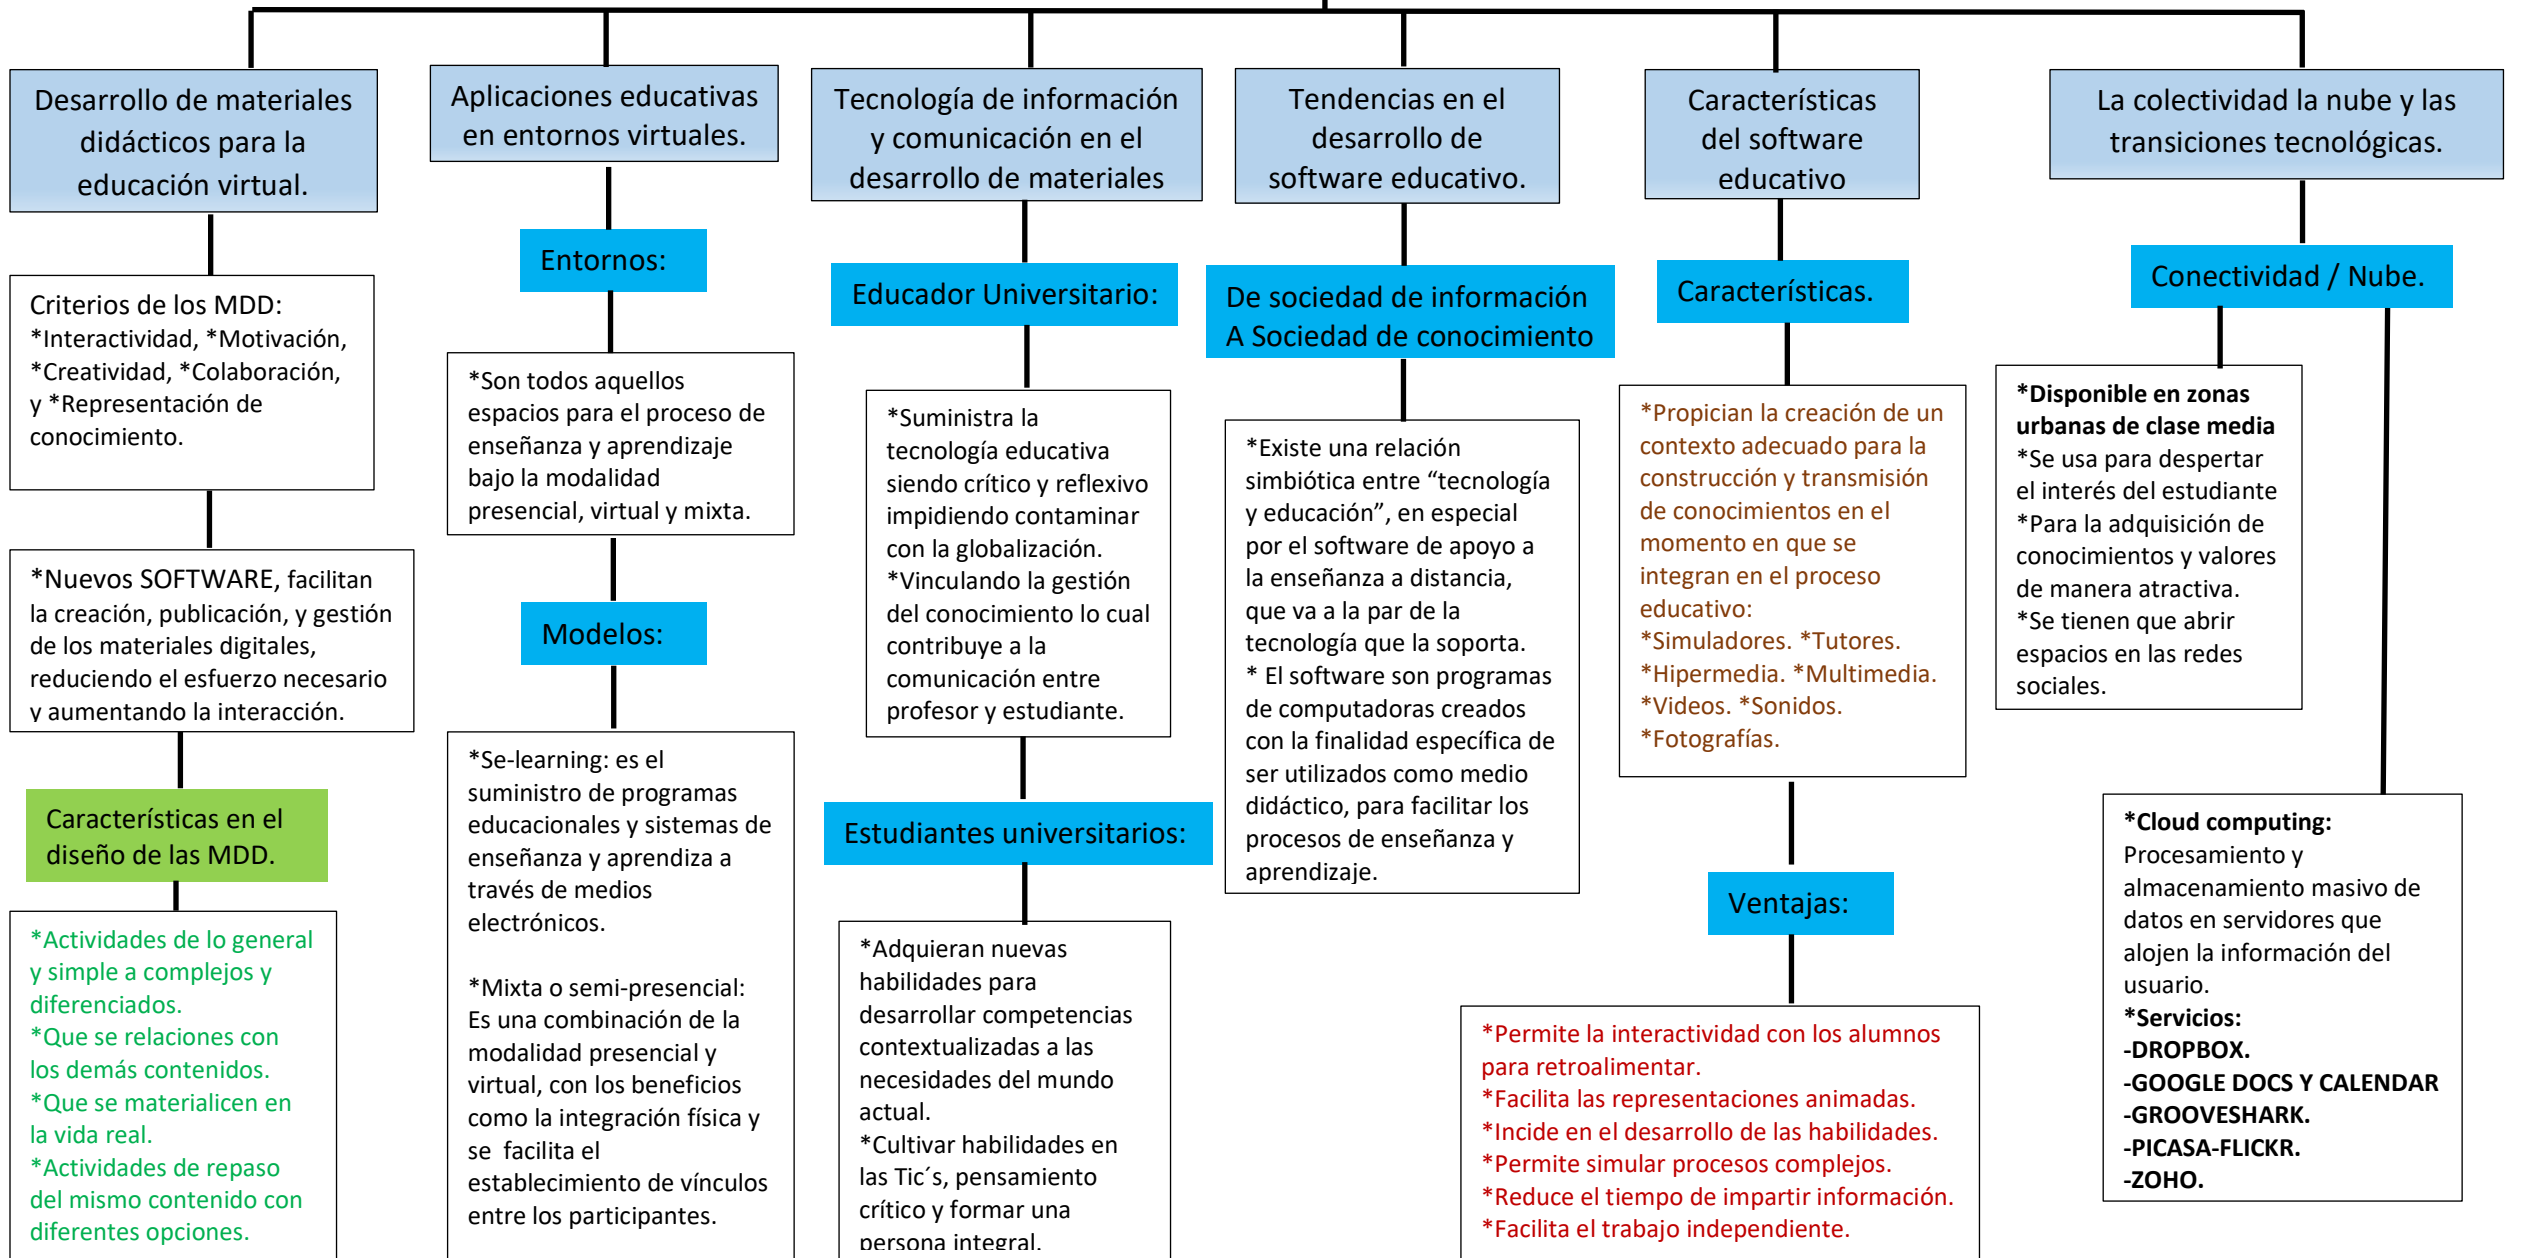 Desarrollo de materiales
didácticos para la
educación virtual.
Criterios de los MDD:
*Interactividad, *Motivación,
*Creatividad, *Colaboración,
y *Representación de
conocimiento.
*Nuevos SOFTWARE, facilitan
la creación, publicación, y gestión
de los materiales digitales,
reduciendo el esfuerzo necesario
y aumentando la interacción.
Característicasen el
diseño de las MDD.
*Actividades de lo general
y simple a complejos y
diferenciados.
*Que se relaciones con
los demás contenidos.
*Que se materialicen en
la vida real.
*Actividades de repaso
del mismo contenido con
diferentes opciones.
Aplicaciones educativas
en entornos virtuales.
Entornos:
*Son todos aquellos
espacios para el proceso de
enseñanza y aprendizaje
bajo la modalidad
presencial, virtual y mixta.
Modelos:
*Se-learning: es el
suministro de programas
educacionales y sistemas de
enseñanza y aprendiza a
través de medios
electrónicos.
*Mixta o semi-presencial:
Es una combinación de la
modalidad presencial y
virtual, con los beneficios
como la integración física y
se  facilita el
establecimiento de vínculos
entre los participantes.
Tecnología de información
y comunicación en el
desarrollo de materiales
Educador Universitario:
*Suministra la
tecnología educativa
siendo crítico y reflexivo
impidiendo contaminar
con la globalización.
*Vinculando la gestión
del conocimiento lo cual
contribuye a la
comunicación entre
profesor y estudiante.
Estudiantes universitarios:
*Adquieran nuevas
habilidades para
desarrollar competencias
contextualizadas a las
necesidades del mundo
actual.
*Cultivar habilidades en
las Tic´s, pensamiento
crítico y formar una
persona integral.
Tendencias en el
desarrollo de
software educativo.
De sociedad de información
A Sociedad de conocimiento
*Existe una relación
simbiótica entre “tecnología
y educación”, en especial
por el software de apoyo a
la enseñanza a distancia,
que va a la par de la
tecnología que la soporta.
* El software son programas
de computadoras creados
con la finalidad específica de
ser utilizados como medio
didáctico, para facilitar los
procesos de enseñanza y
aprendizaje.
Características
del software
educativo
Características.
*Propician la creación de un
contexto adecuado para la
construcción y transmisión
de conocimientos en el
momento en que se
integran en el proceso
educativo:
*Simuladores. *Tutores.
*Hipermedia. *Multimedia.
*Videos. *Sonidos.
*Fotografías.
Ventajas:
*Permite la interactividad con los alumnos
para retroalimentar.
*Facilita las representaciones animadas.
*Incide en el desarrollo de las habilidades.
*Permite simular procesos complejos.
*Reduce el tiempo de impartir información.
*Facilita el trabajo independiente.
La colectividad la nube y las
transiciones tecnológicas.
Conectividad / Nube.
*Disponible en zonas
urbanas de clase media
*Se usa para despertar
el interés del estudiante
*Para la adquisición de
conocimientos y valores
de manera atractiva.
*Se tienen que abrir
espacios en las redes
sociales.
*Cloud computing:
Procesamiento y
almacenamiento masivo de
datos en servidores que
alojen la información del
usuario.
*Servicios:
-DROPBOX.
-GOOGLE DOCS Y CALENDAR
-GROOVESHARK.
-PICASA-FLICKR.
-ZOHO.